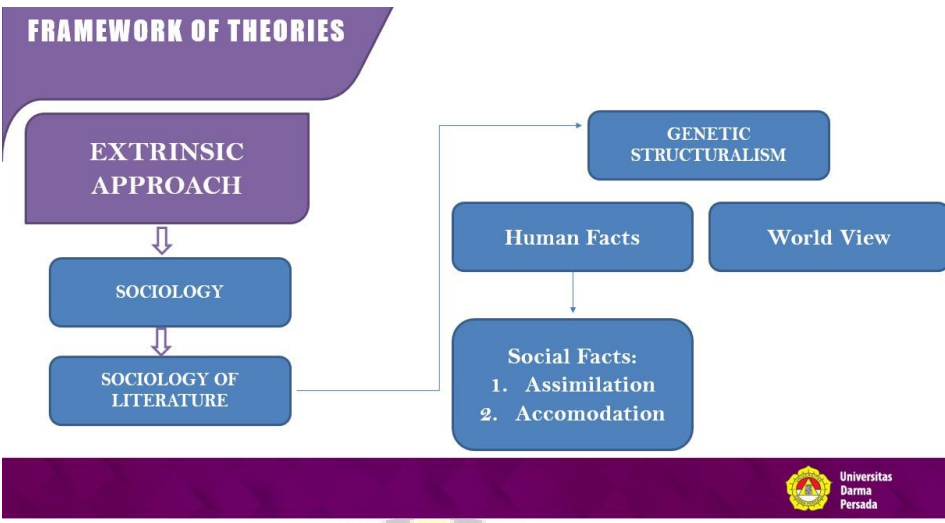 FRAMEWORK OF THEORIES
EXTRINSIC
APPROACH
SOCIOLOGY
SOCIOLOGY OF
LITERATURE
GENETIC
STRUCTURALISM
Human Facts
World View
Social Facts:
1. Assimilation
2. Accomodation
Universitas
Darma
Persada